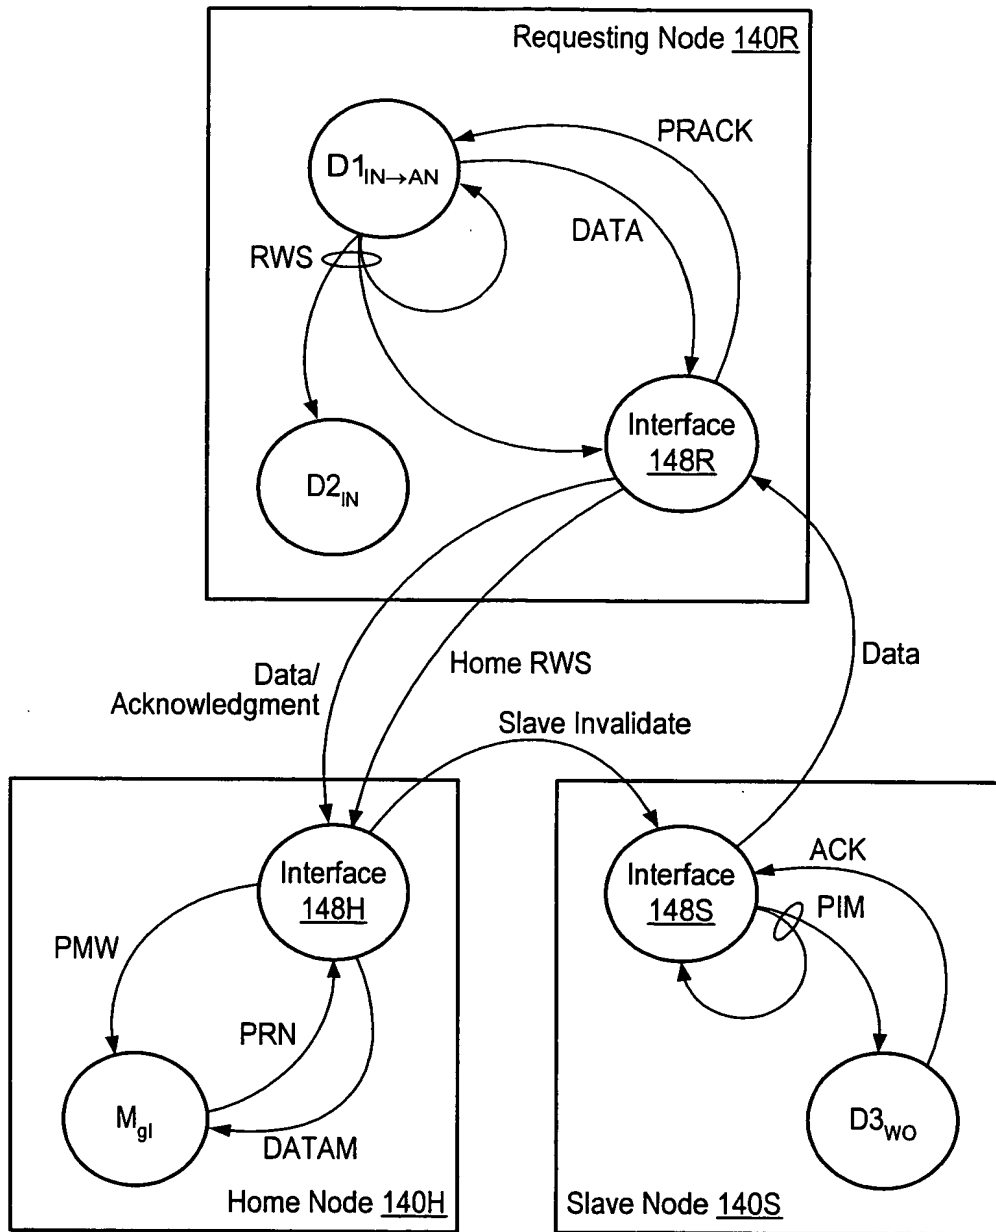 Requesting Node 140R
D1IN→AN
PRACK
DATA
RWS
Interface
148R
D2IN
Data/
Acknowledgment
Home RWS
Data
Slave Invalidate
Interface
148H
PMW
PRN
Mgl
DATAM
Home Node 140H
Interface
148S
ACK
PIM
D3WO
Slave Node 140S